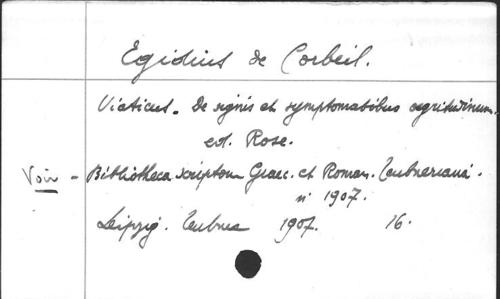 Egidius de Corbeil.
Viaticus - De signis et symptomatibus aegritudinum.
ed. Rose.
Voir - Bibliotheca scriptorum Graec. et Roman. Teubneriana.
n° 1907.
Leipzig. Teubner 1907. 16.